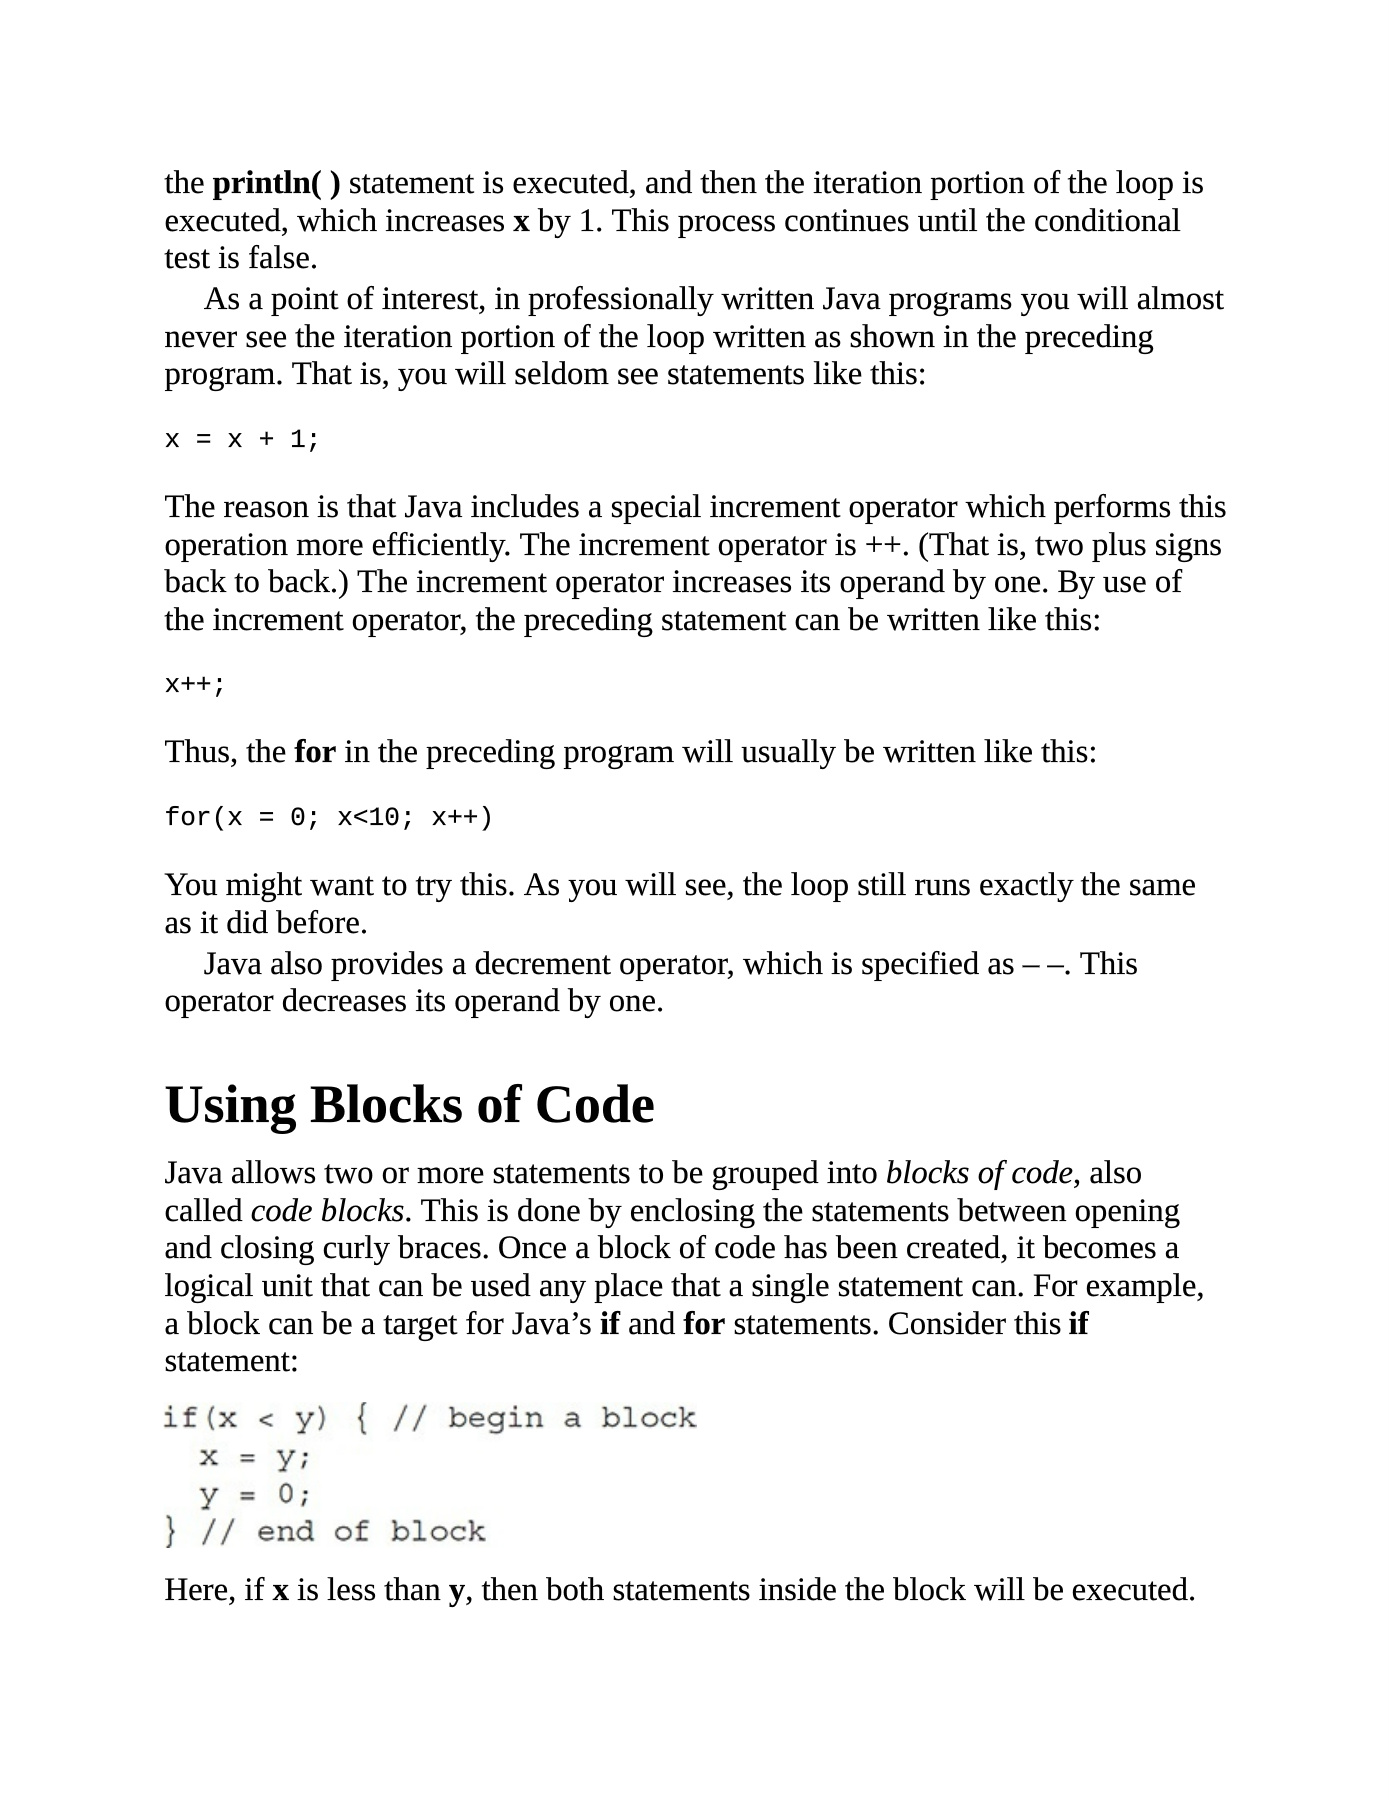 the println( ) statement is executed, and then the iteration portion of the loop is
executed, which increases x by 1. This process continues until the conditional
test is false.
As a point of interest, in professionally written Java programs you will almost
never see the iteration portion of the loop written as shown in the preceding
program. That is, you will seldom see statements like this:
x = x + 1;
The reason is that Java includes a special increment operator which performs this
operation more efficiently. The increment operator is ++. (That is, two plus signs
back to back.) The increment operator increases its operand by one. By use of
the increment operator, the preceding statement can be written like this:
x++;
Thus, the for in the preceding program will usually be written like this:
for(x = 0; x<10; x++)
You might want to try this. As you will see, the loop still runs exactly the same
as it did before.
Java also provides a decrement operator, which is specified as – –. This
operator decreases its operand by one.
Using Blocks of Code
Java allows two or more statements to be grouped into blocks of code, also
called code blocks. This is done by enclosing the statements between opening
and closing curly braces. Once a block of code has been created, it becomes a
logical unit that can be used any place that a single statement can. For example,
a block can be a target for Java’s if and for statements. Consider this if
statement:
if(x < y) { // begin a block
  x = y;
  y = 0;
} // end of block
Here, if x is less than y, then both statements inside the block will be executed.